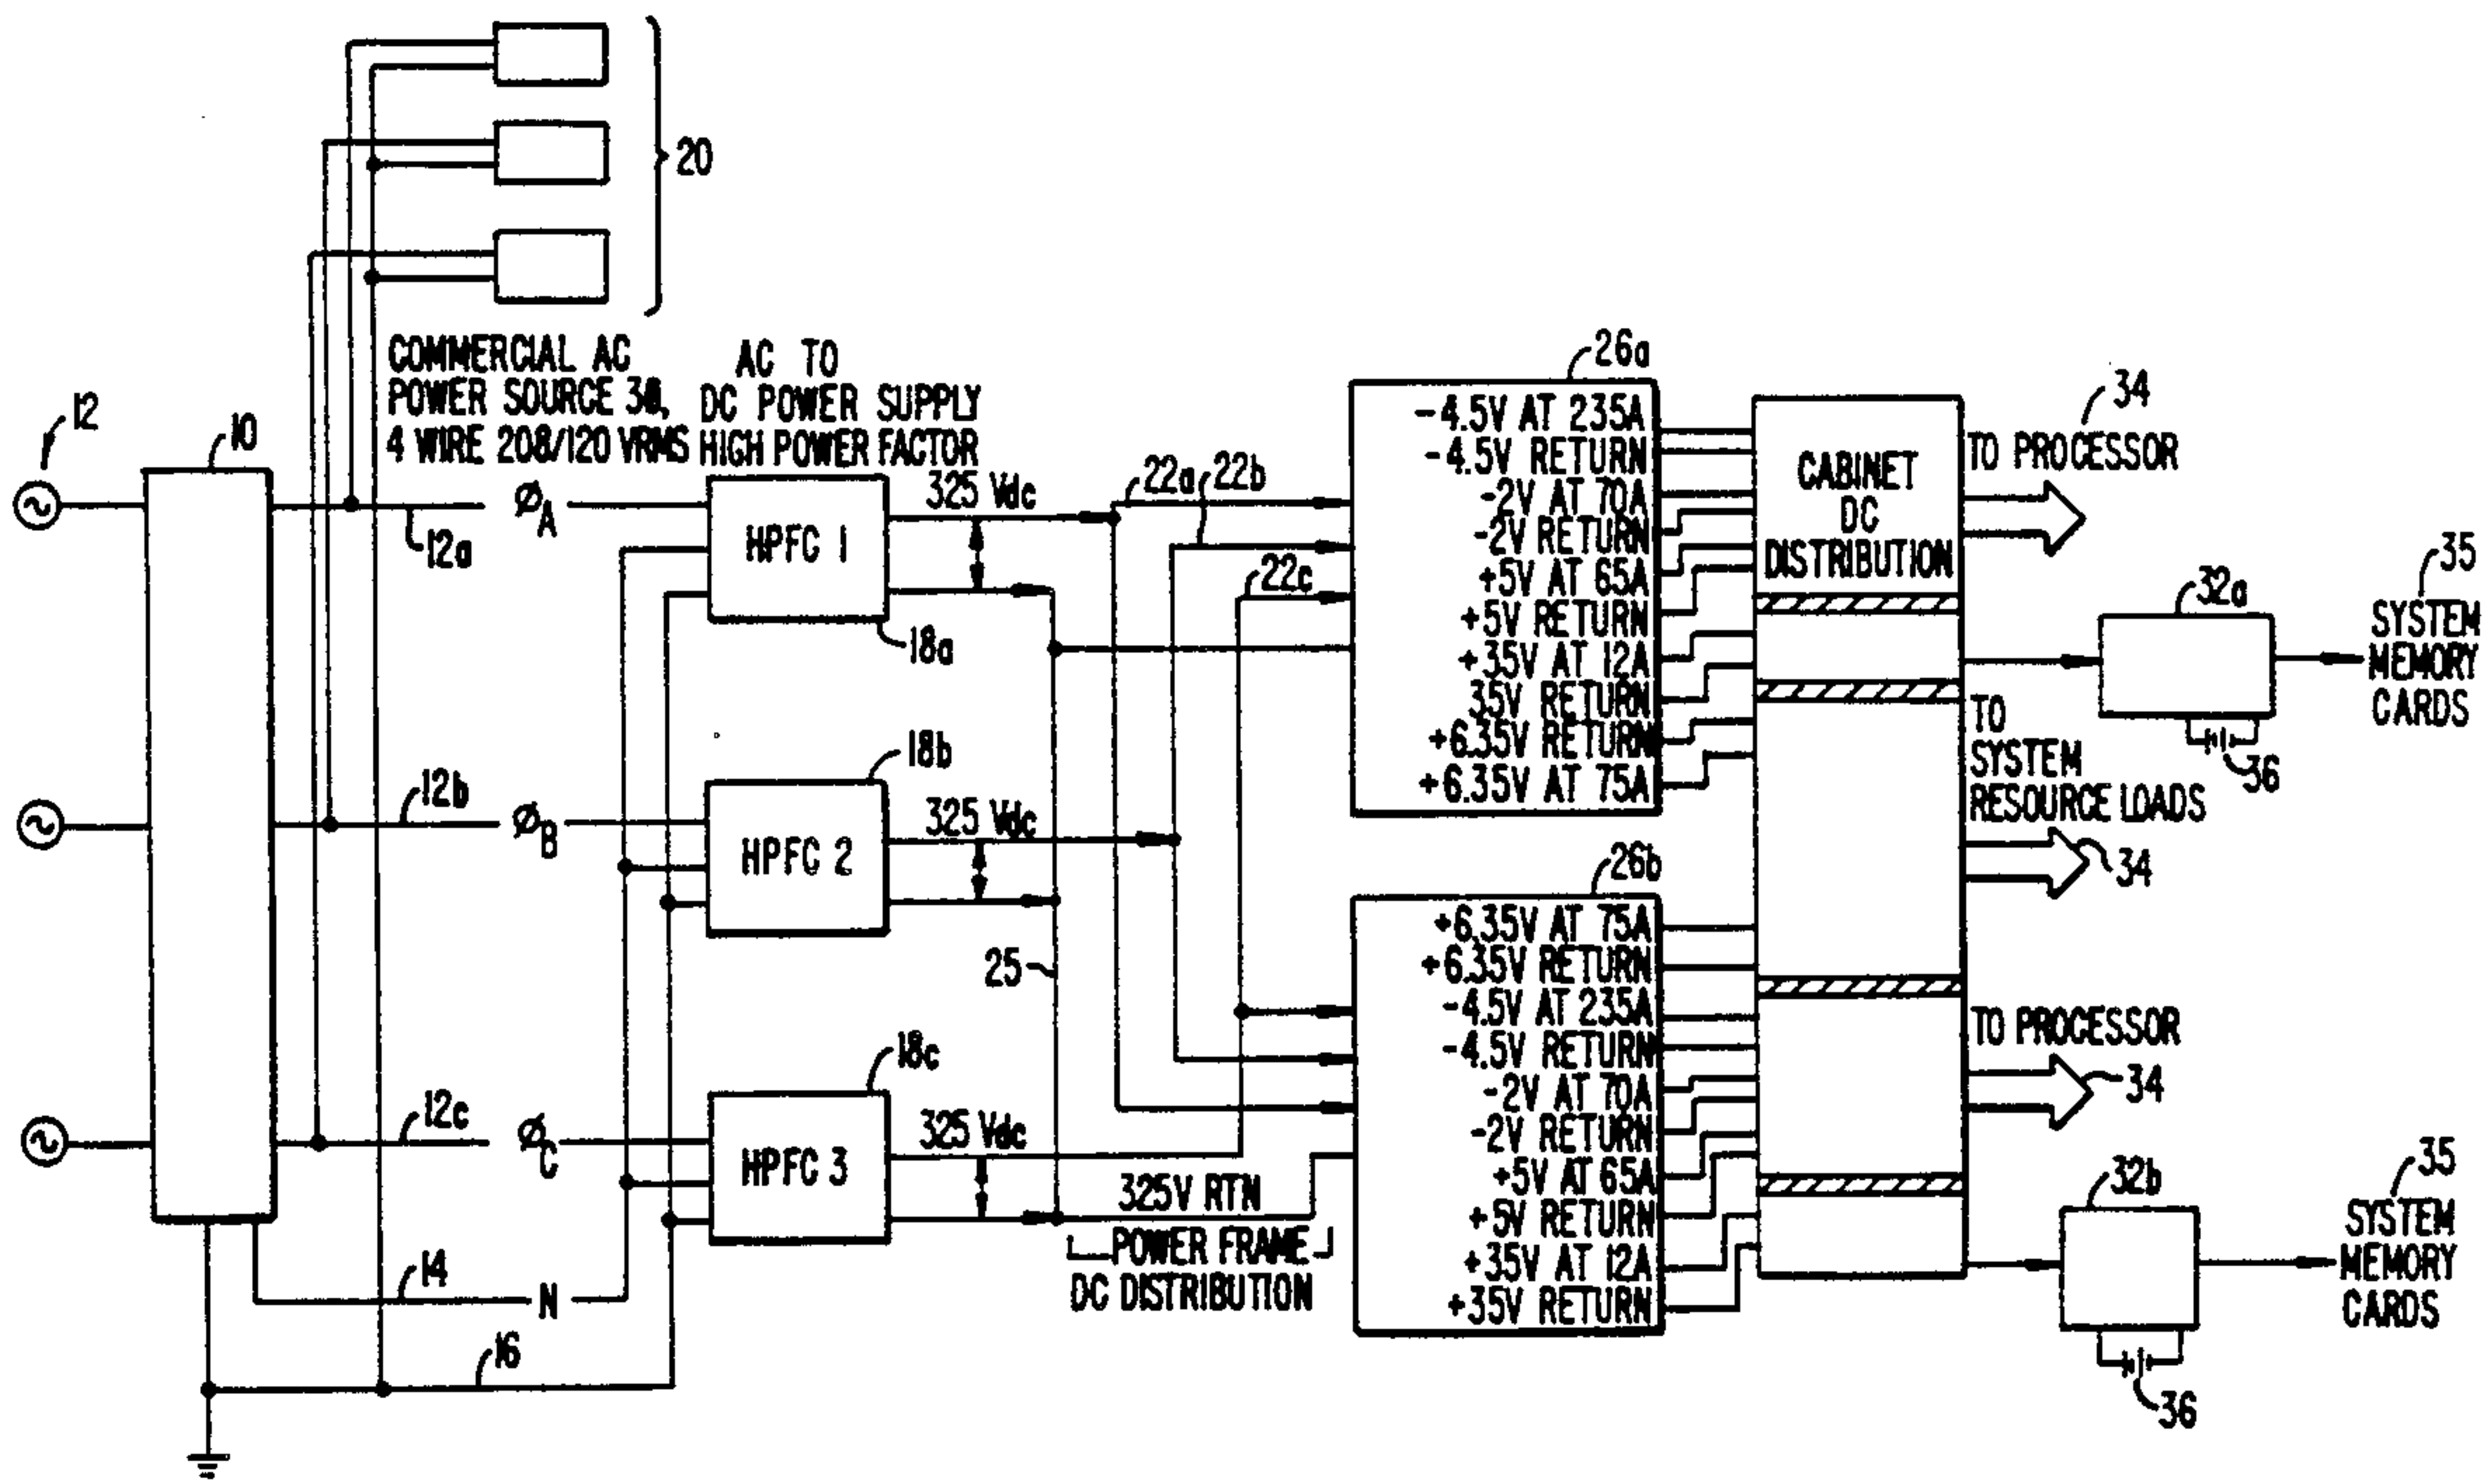 20
COMMERCIAL AC
POWER SOURCE 3Ø,
4 WIRE 208/120 VRMS
AC TO
DC POWER SUPPLY
HIGH POWER FACTOR
12
10
ØA
12a
HPFC 1
325 Vdc
18a
22a
22b
22c
26a
-4.5V AT 235A
-4.5V RETURN
-2V AT 70A
-2V RETURN
+5V AT 65A
+5V RETURN
+35V AT 12A
35V RETURN
+6.35V RETURN
+6.35V AT 75A
CABINET
DC
DISTRIBUTION
34
TO PROCESSOR
32a
35
SYSTEM
MEMORY
CARDS
36
TO
SYSTEM
RESOURCE LOADS
34
12b
ØB
18b
HPFC 2
325 Vdc
25
26b
+6.35V AT 75A
+6.35V RETURN
-4.5V AT 235A
-4.5V RETURN
-2V AT 70A
-2V RETURN
+5V AT 65A
+5V RETURN
+35V AT 12A
+35V RETURN
TO PROCESSOR
34
12c
ØC
18c
HPFC 3
325 Vdc
325V RTN
POWER FRAME
DC DISTRIBUTION
32b
35
SYSTEM
MEMORY
CARDS
36
14
N
16